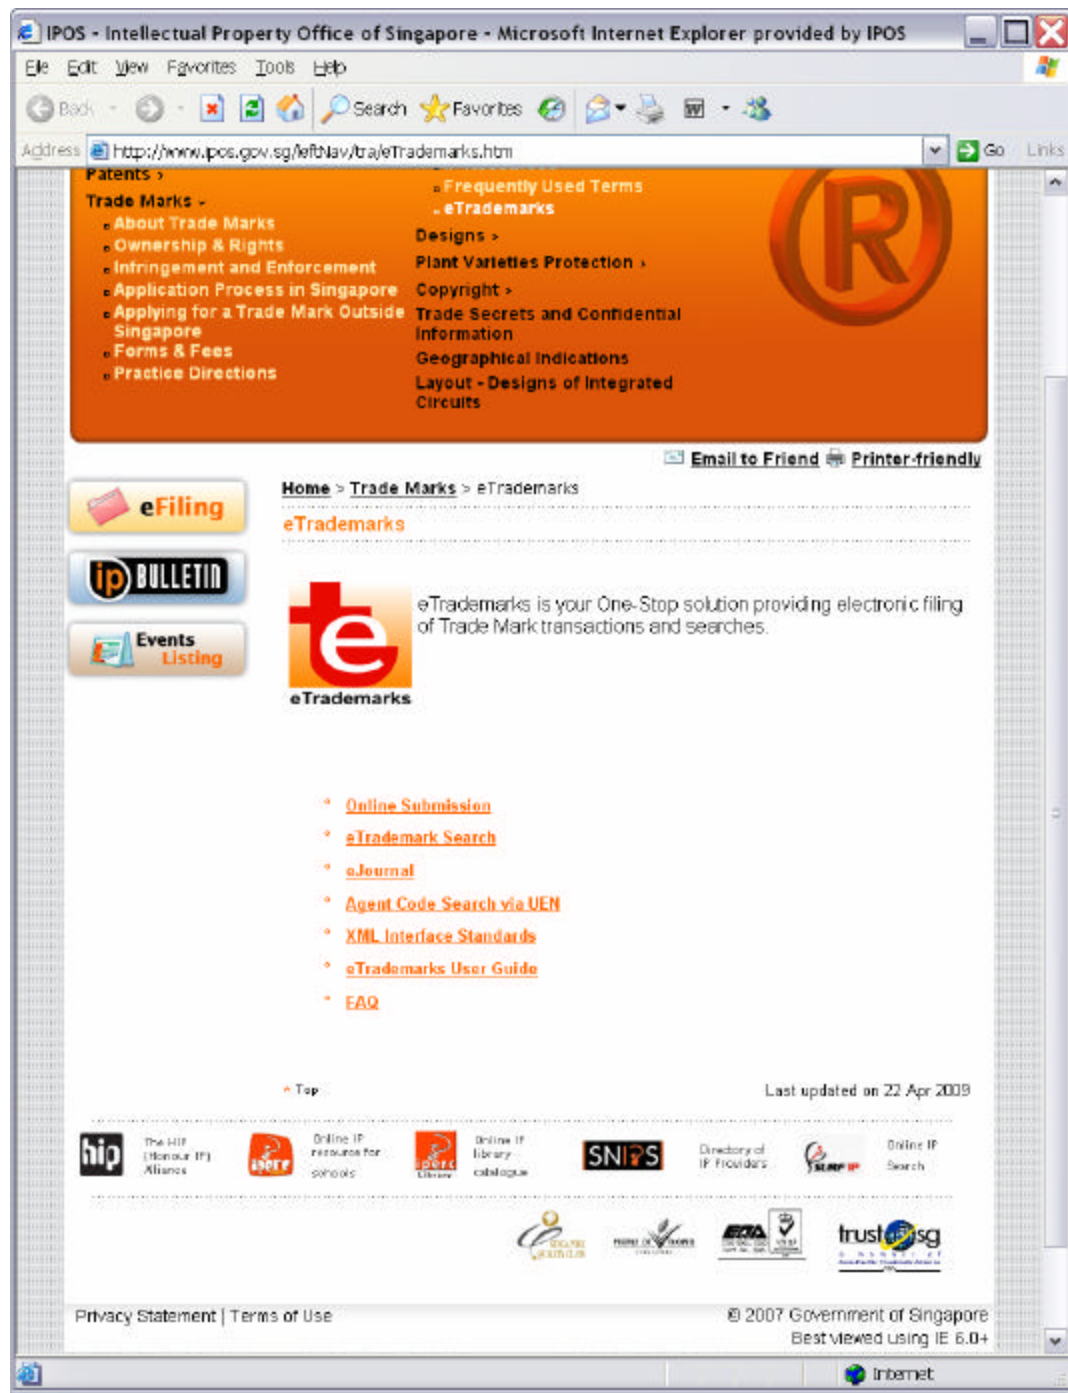 IPOS - Intellectual Property Office of Singapore - Microsoft Internet Explorer provided by IPOS
File Edit View Favorites Tools Help
Back Search Favorites
Address http://www.ipos.gov.sg/leftNav/tra/eTrademarks.htm Go Links
Patents ›
Trade Marks
About Trade Marks
Ownership & Rights
Infringement and Enforcement
Application Process in Singapore
Applying for a Trade Mark Outside
Singapore
Forms & Fees
Practice Directions
Frequently Used Terms
eTrademarks
Designs ›
Plant Varieties Protection ›
Copyright ›
Trade Secrets and Confidential
Information
Geographical Indications
Layout - Designs of Integrated
Circuits
R
Email to Friend Printer-friendly
eFiling
ip BULLETIN
Events
Listing
Home > Trade Marks > eTrademarks
eTrademarks
te
eTrademarks
eTrademarks is your One-Stop solution providing electronic filing
of Trade Mark transactions and searches.
Online Submission
eTrademark Search
eJournal
Agent Code Search via UEN
XML Interface Standards
eTrademarks User Guide
FAQ
Top
Last updated on 22 Apr 2009
hip
The HIP
(Honour IP)
Alliance
iperc
Online IP
resource for
schools
iperc
Library
Online IP
library
catalogue
SNIPS
Directory of
IP Providers
SURF IP
Online IP
Search
trustsg
Privacy Statement | Terms of Use
© 2007 Government of Singapore
Best viewed using IE 6.0+
Internet